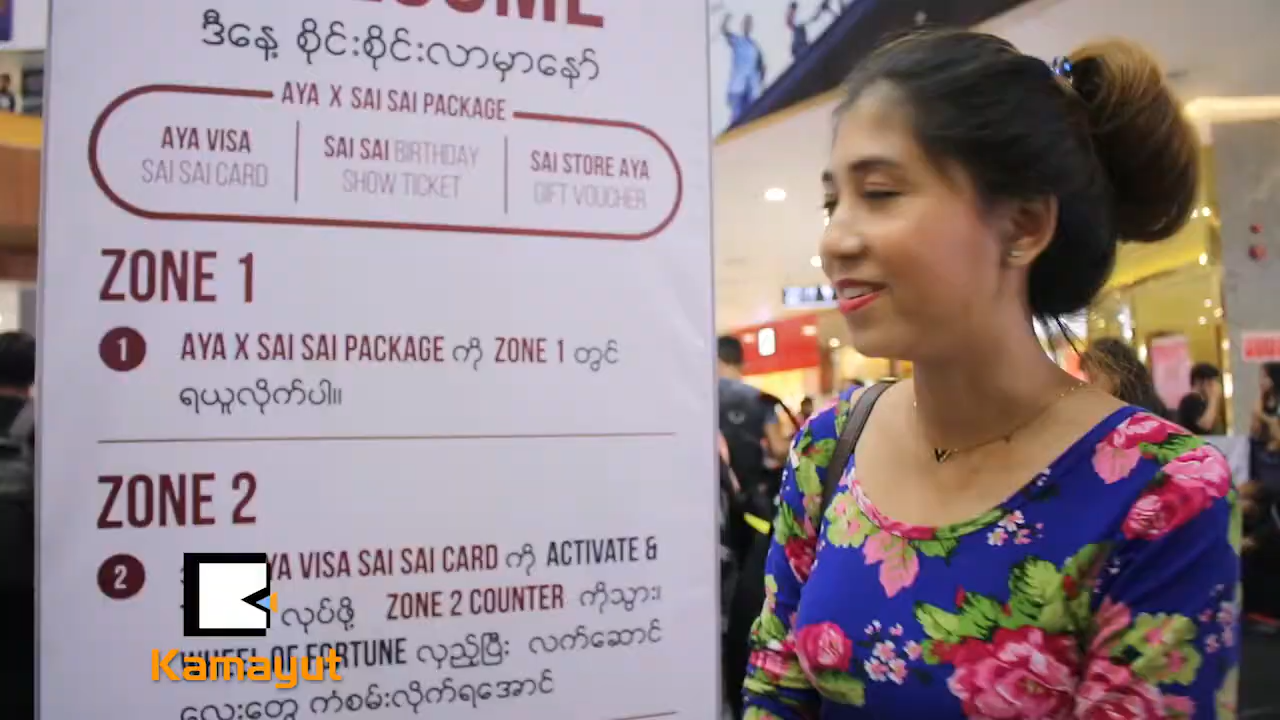 ဒီနေ့ စိုင်းစိုင်းလာမှာနော်
AYA X SAI SAI PACKAGE
AYA VISA
SAI SAI CARD
SAI SAI BIRTHDAY
SHOW TICKET
SAI STORE AYA
GIFT VOUCHER
ZONE 1
1 AYA X SAI SAI PACKAGE ကို ZONE 1 တွင်
ရယူလိုက်ပါ။
ZONE 2
2 VISA SAI SAI CARD ကို ACTIVATE &
လုပ်ဖို့ ZONE 2 COUNTER ကိုသွား၊
WHEEL OF FORTUNE လှည့်ပြီး လက်ဆောင်
လေးတွေ ကံစမ်းလိုက်ရအောင်
Kamayut